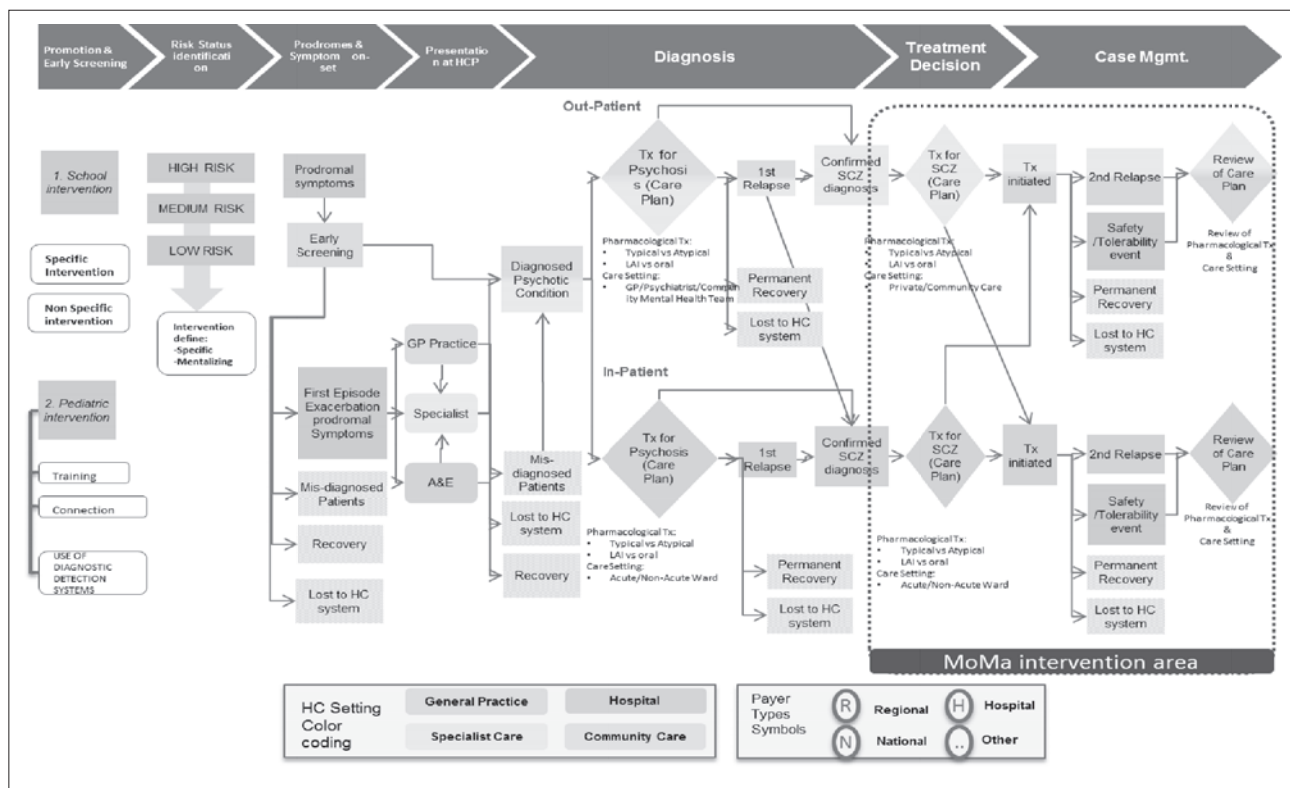 Promotion &
Early Screening
Risk Status
Identificati
on
Prodromes &
Symptom on-
set
Presentatio
n at HCP
Diagnosis
Treatment
Decision
Case Mgmt.
1. School
intervention
Specific
Intervention
Non Specific
intervention
2. Pediatric
intervention
Training
Connection
USE OF
DIAGNOSTIC
DETECTION
SYSTEMS
HIGH RISK
MEDIUM RISK
LOW RISK
Intervention
define:
-Specific
-Mentalizing
Prodromal
symptoms
Early
Screening
First Episode
Exacerbation
prodromal
Symptoms
Mis-diagnosed
Patients
Recovery
Lost to HC
system
GP Practice
Specialist
A&E
Diagnosed
Psychotic
Condition
Mis-
diagnosed
Patients
Lost to HC
system
Recovery
Out-Patient
Tx for
Psychosi
s (Care
Plan)
Pharmacological Tx:
• Typical vs Atypical
• LAI vs oral
Care Setting:
• GP/Psychiatrist/Commun
ity Mental Health Team
1st
Relapse
Permanent
Recovery
Lost to HC
system
Confirmed
SCZ
diagnosis
Tx for
SCZ
(Care
Plan)
Pharmacological Tx:
• Typical vs Atypical
• LAI vs oral
Care Setting:
• Private/Community Care
Tx
initiated
2nd Relapse
Safety
/Tolerability
event
Permanent
Recovery
Lost to HC
system
Review
of Care
Plan
Review of
Pharmacological Tx
&
Care Setting
In-Patient
Tx for
Psychosis
(Care
Plan)
Pharmacological Tx:
• Typical vs Atypical
• LAI vs oral
Care Setting:
• Acute/Non-Acute Ward
1st
Relapse
Permanent
Recovery
Lost to HC
system
Confirmed
SCZ
diagnosis
Tx for
SCZ
(Care
Plan)
Pharmacological Tx:
• Typical vs Atypical
• LAI vs oral
Care Setting:
• Acute/Non-Acute Ward
Tx
initiated
2nd Relapse
Safety
/Tolerability
event
Permanent
Recovery
Lost to HC
system
Review
of Care
Plan
Review of
Pharmacological Tx
&
Care Setting
MoMa intervention area
HC Setting
Color
coding
General Practice
Hospital
Specialist Care
Community Care
Payer
Types
Symbols
R Regional
H Hospital
N National
.. Other